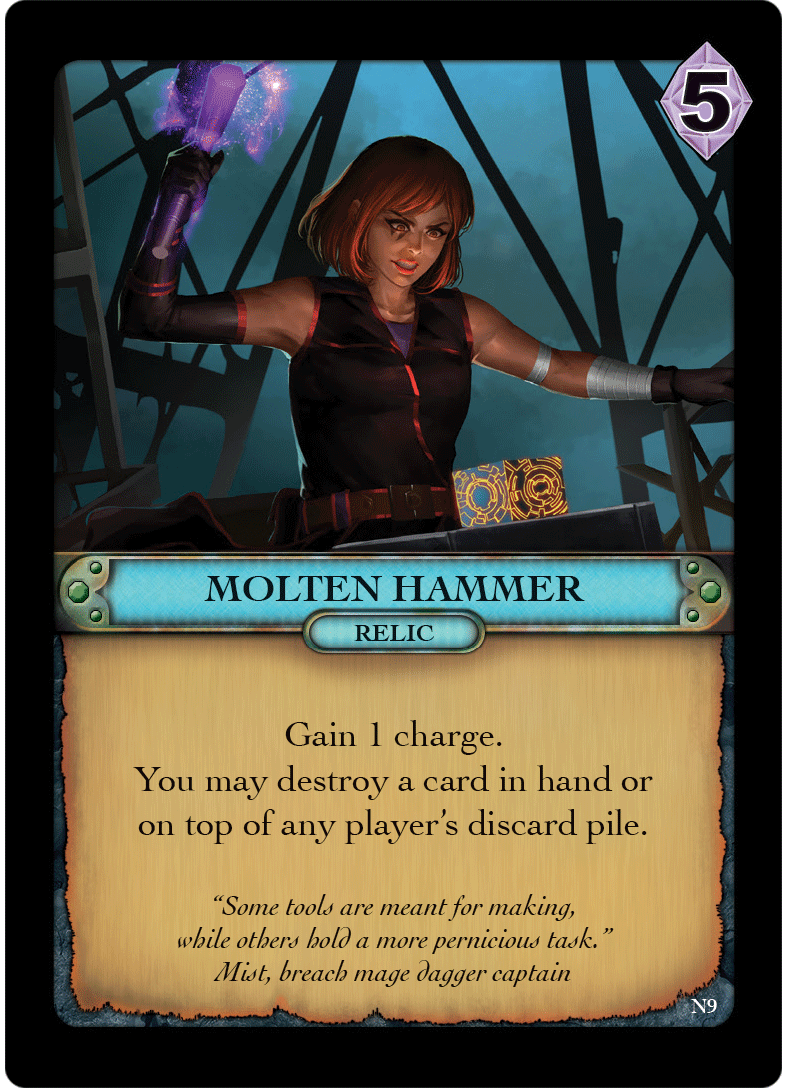 5
MOLTEN HAMMER
RELIC
Gain 1 charge.
You may destroy a card in hand or
on top of any player’s discard pile.
“Some tools are meant for making,
while others hold a more pernicious task.”
Mist, breach mage dagger captain
N9